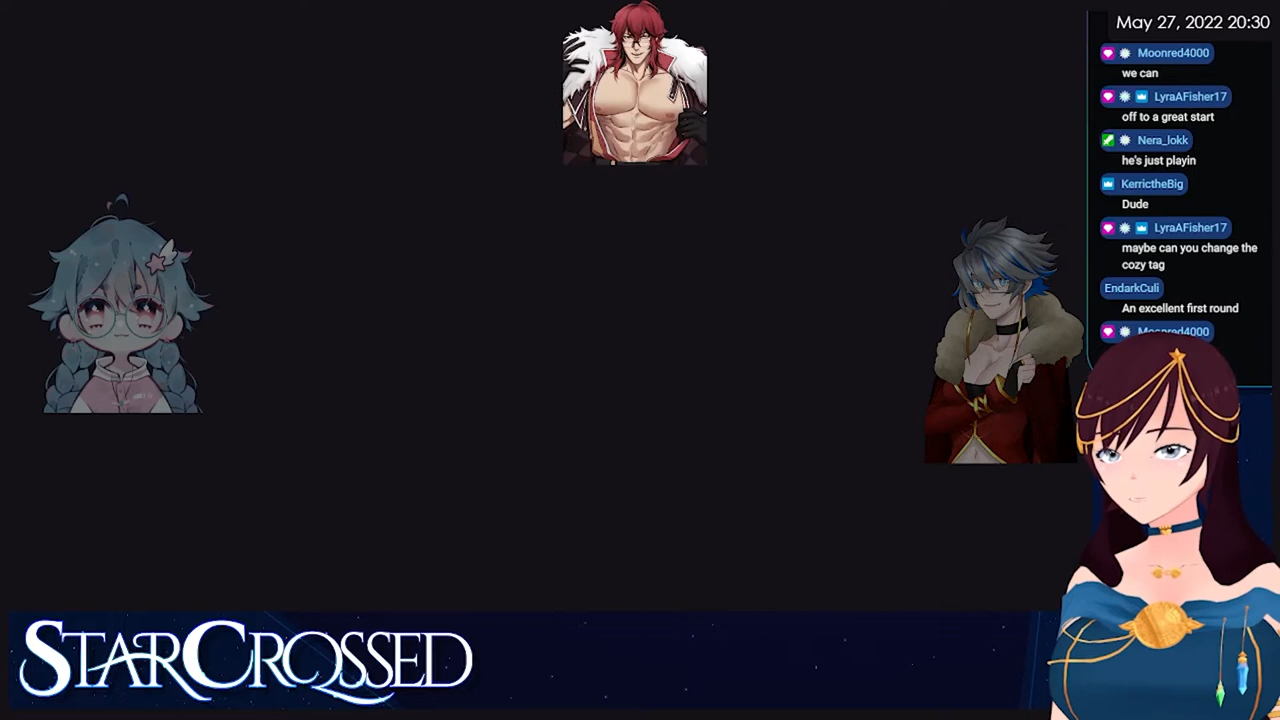 May 27, 2022 20:30
Moonred4000
we can
LyraAFisher17
off to a great start
Nera_lokk
he's just playin
KerrictheBig
Dude
LyraAFisher17
maybe can you change the
cozy tag
EndarkCuli
An excellent first round
Moonred4000
STARCROSSED